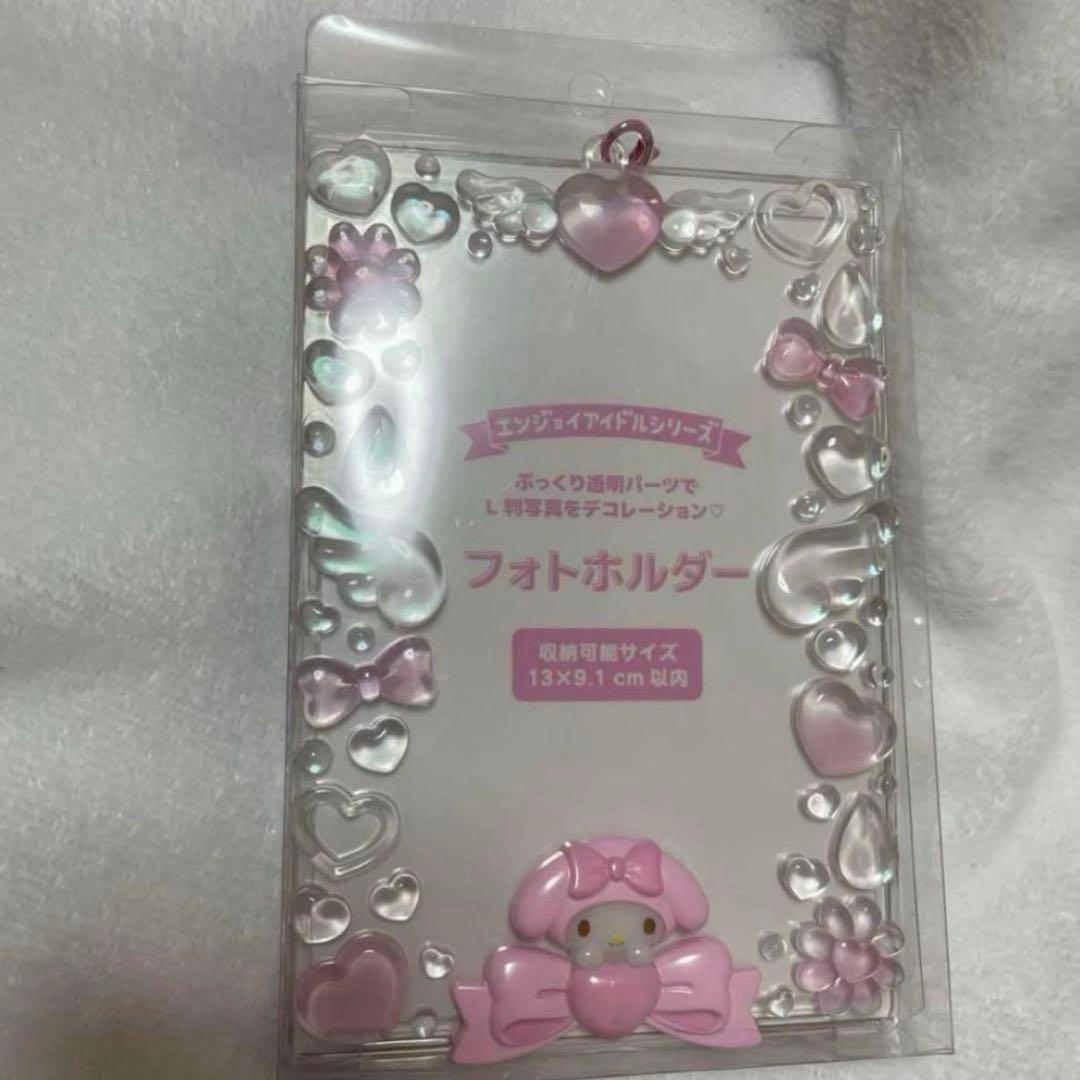 エンジョイアイドルシリーズ
ぷっくり透明パーツで
L判写真をデコレーション♡
フォトホルダー
収納可能サイズ
13×9.1 cm 以内